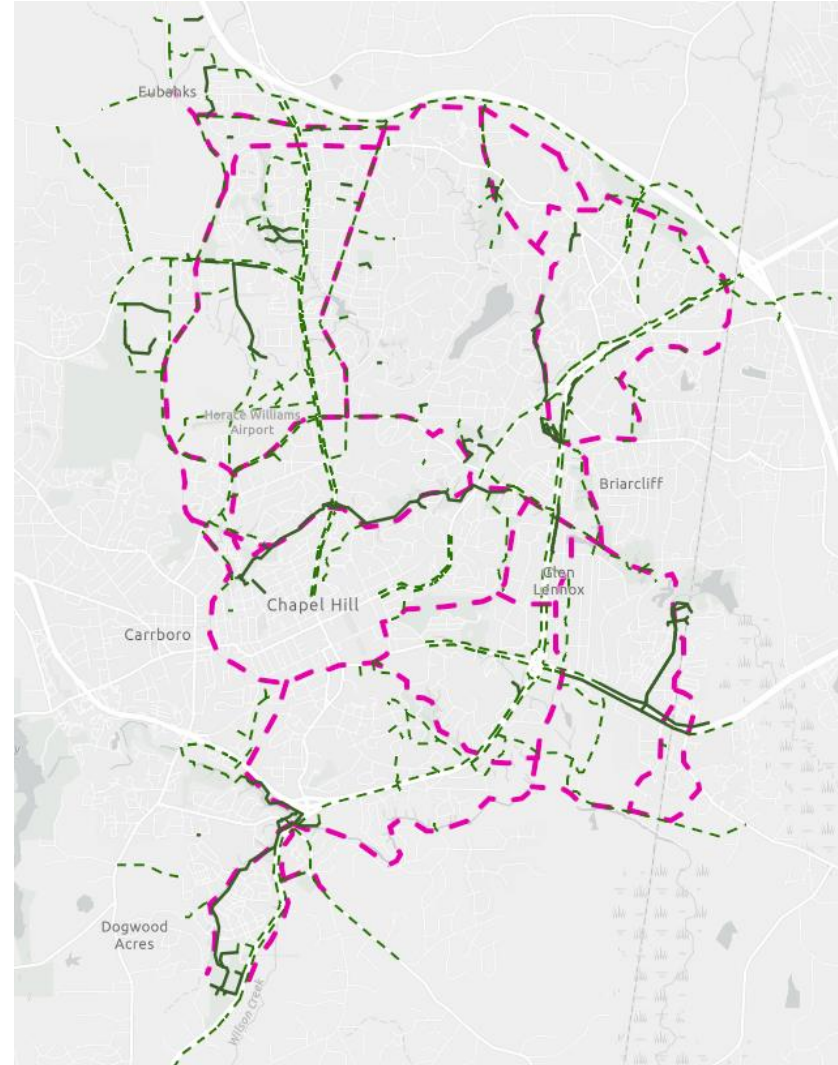 Eubanks
Horace Williams
Airport
Briarcliff
Glen
Lennox
Chapel Hill
Carrboro
Dogwood
Acres
Wilson Creek